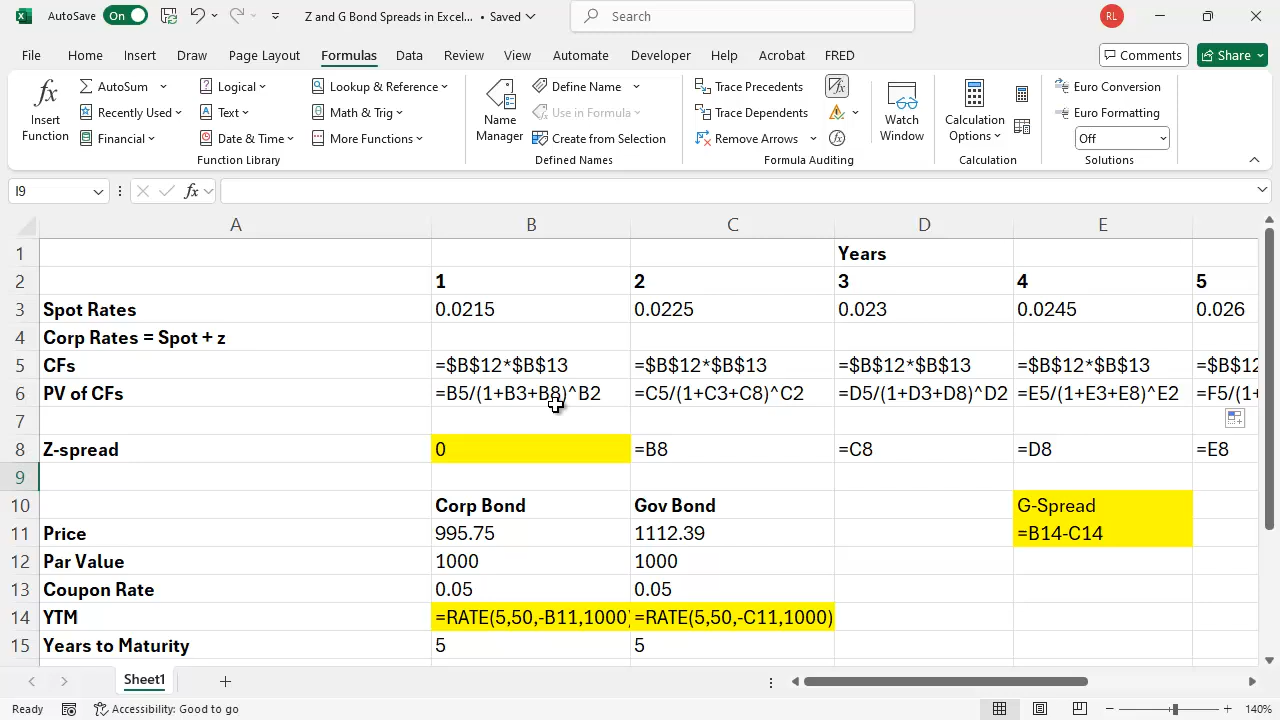 AutoSave On Z and G Bond Spreads in Excel... • Saved Search RL
File Home Insert Draw Page Layout Formulas Data Review View Automate Developer Help Acrobat FRED Comments Share
Insert Function
AutoSum
Recently Used
Financial
Logical
Text
Date & Time
Lookup & Reference
Math & Trig
More Functions
Function Library
Name Manager
Define Name
Use in Formula
Create from Selection
Defined Names
Trace Precedents
Trace Dependents
Remove Arrows
Formula Auditing
Watch Window
Calculation Options
Calculation
Euro Conversion
Euro Formatting
Off
Solutions
I9 fx
A B C D E
1 Years
2 1 2 3 4 5
3 Spot Rates 0.0215 0.0225 0.023 0.0245 0.026
4 Corp Rates = Spot + z
5 CFs =$B$12*$B$13 =$B$12*$B$13 =$B$12*$B$13 =$B$12*$B$13 =$B$12
6 PV of CFs =B5/(1+B3+B8)^B2 =C5/(1+C3+C8)^C2 =D5/(1+D3+D8)^D2 =E5/(1+E3+E8)^E2 =F5/(1+
7
8 Z-spread 0 =B8 =C8 =D8 =E8
9
10 Corp Bond Gov Bond G-Spread
11 Price 995.75 1112.39 =B14-C14
12 Par Value 1000 1000
13 Coupon Rate 0.05 0.05
14 YTM =RATE(5,50,-B11,1000) =RATE(5,50,-C11,1000)
15 Years to Maturity 5 5
Sheet1
Ready Accessibility: Good to go 140%